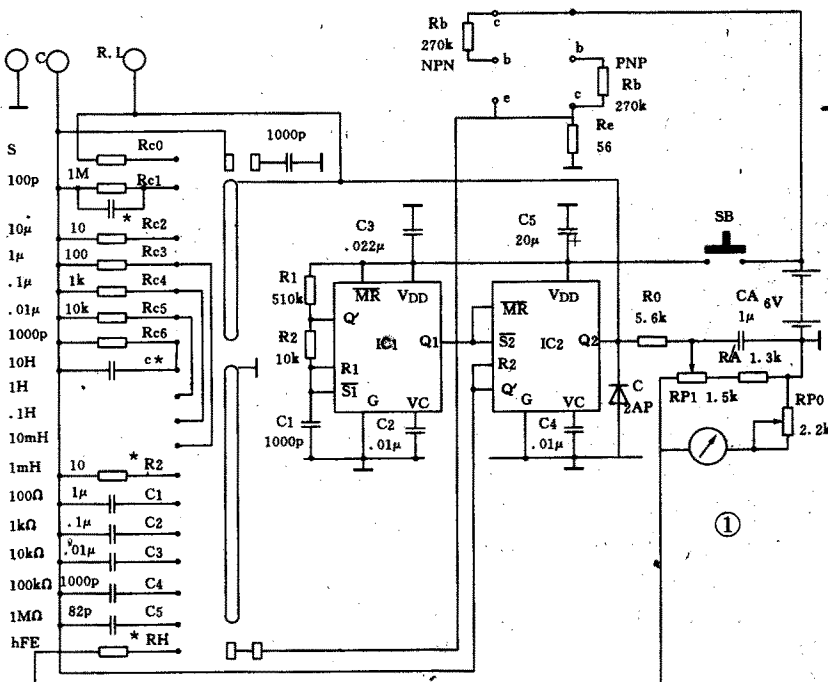 C
R.L
S
100p
10μ
1μ
.1μ
.01μ
1000p
10H
1H
.1H
10mH
1mH
100Ω
1kΩ
10kΩ
100kΩ
1MΩ
hFE
Rc0
1M
Rc1
*
10
Rc2
100
Rc3
1k
Rc4
10k
Rc5
Rc6
c*
10
* R2
1μ
C1
.1μ
C2
.01μ
C3
1000p
C4
82p
C5
* RH
1000p
Rb
270k
NPN
c
b
e
b
c
PNP
Rb
270k
Re
56
C3
.022μ
C5
20μ
+
SB
R1
510k
R2
10k
C1
1000p
MR
VDD
Q'
IC1
Q1
R1
S1
G
VC
C2
.01μ
VDD
MR
S2
IC2
Q2
R2
Q'
G
VC
C4
.01μ
C
2AP
R0
5.6k
CA
1μ
6V
RA 1.3k
RP1 1.5k
RP0
2.2k
①